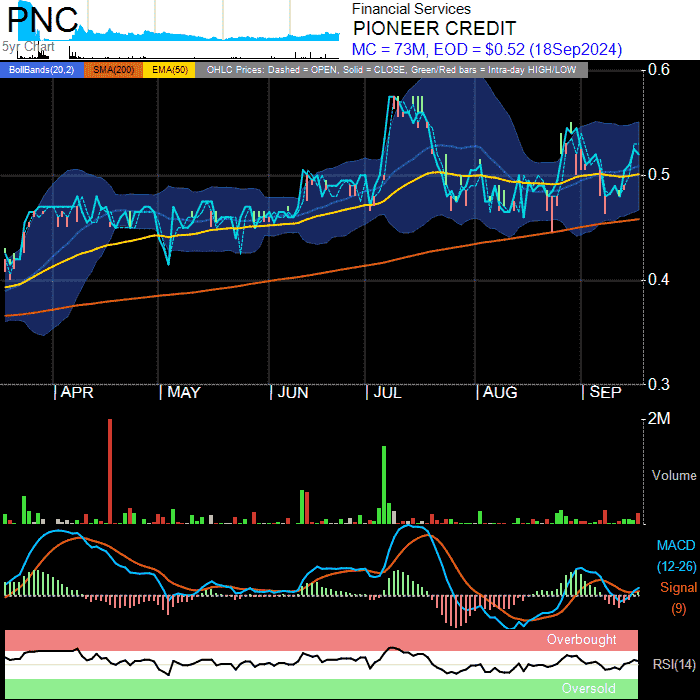 PNC
5yr Chart
Financial Services
PIONEER CREDIT
MC = 73M, EOD = $0.52 (18Sep2024)
BollBands(20,2) SMA(200) EMA(50) OHLC Prices: Dashed = OPEN, Solid = CLOSE, Green/Red bars = Intra-day HIGH/LOW
0.6
0.5
0.4
0.3
APR MAY JUN JUL AUG SEP
2M
Volume
MACD
(12-26)
Signal
(9)
Overbought
RSI(14)
Oversold